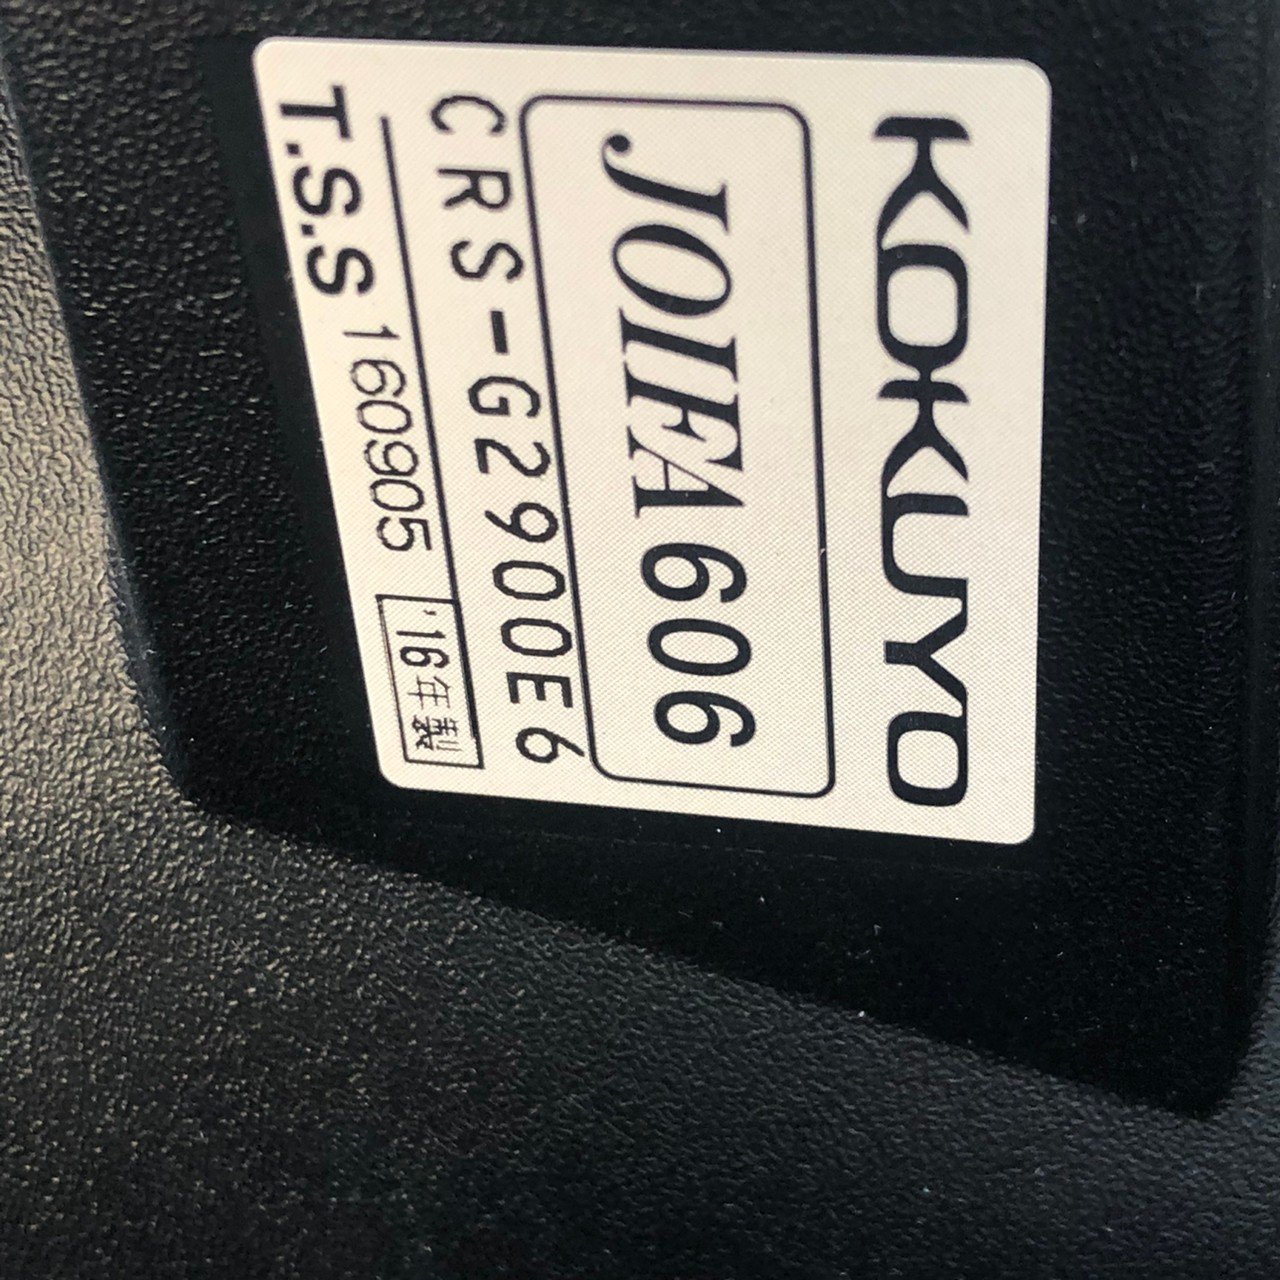 KOKUYO
JOIFA 606
CRS-G2900E6
T.S.S 160905 '16年製